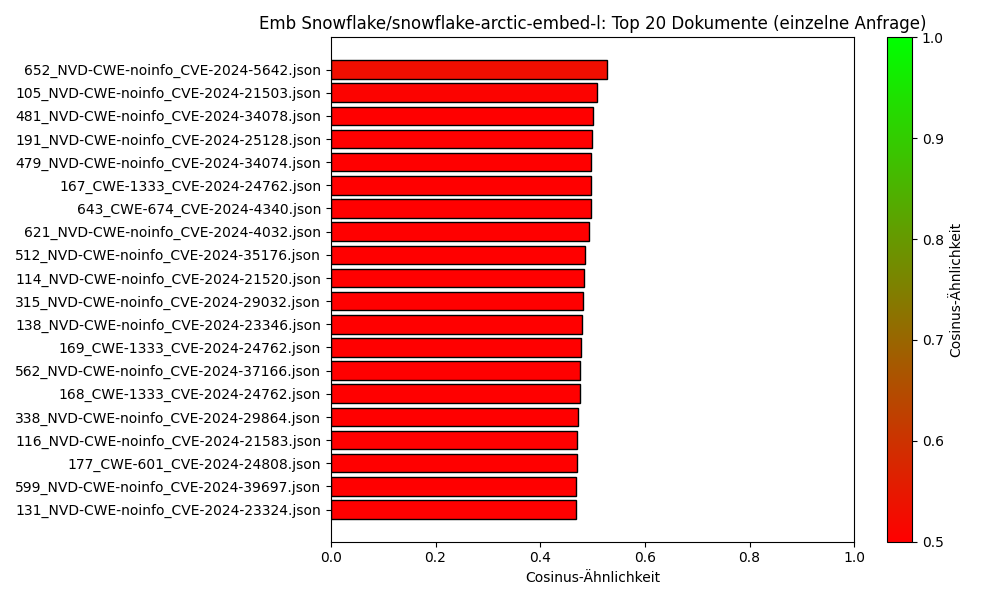 Emb Snowflake/snowflake-arctic-embed-l: Top 20 Dokumente (einzelne Anfrage)
652_NVD-CWE-noinfo_CVE-2024-5642.json
105_NVD-CWE-noinfo_CVE-2024-21503.json
481_NVD-CWE-noinfo_CVE-2024-34078.json
191_NVD-CWE-noinfo_CVE-2024-25128.json
479_NVD-CWE-noinfo_CVE-2024-34074.json
167_CWE-1333_CVE-2024-24762.json
643_CWE-674_CVE-2024-4340.json
621_NVD-CWE-noinfo_CVE-2024-4032.json
512_NVD-CWE-noinfo_CVE-2024-35176.json
114_NVD-CWE-noinfo_CVE-2024-21520.json
315_NVD-CWE-noinfo_CVE-2024-29032.json
138_NVD-CWE-noinfo_CVE-2024-23346.json
169_CWE-1333_CVE-2024-24762.json
562_NVD-CWE-noinfo_CVE-2024-37166.json
168_CWE-1333_CVE-2024-24762.json
338_NVD-CWE-noinfo_CVE-2024-29864.json
116_NVD-CWE-noinfo_CVE-2024-21583.json
177_CWE-601_CVE-2024-24808.json
599_NVD-CWE-noinfo_CVE-2024-39697.json
131_NVD-CWE-noinfo_CVE-2024-23324.json
0.0 0.2 0.4 0.6 0.8 1.0
Cosinus-Ähnlichkeit
1.0
0.9
0.8
0.7
0.6
0.5
Cosinus-Ähnlichkeit